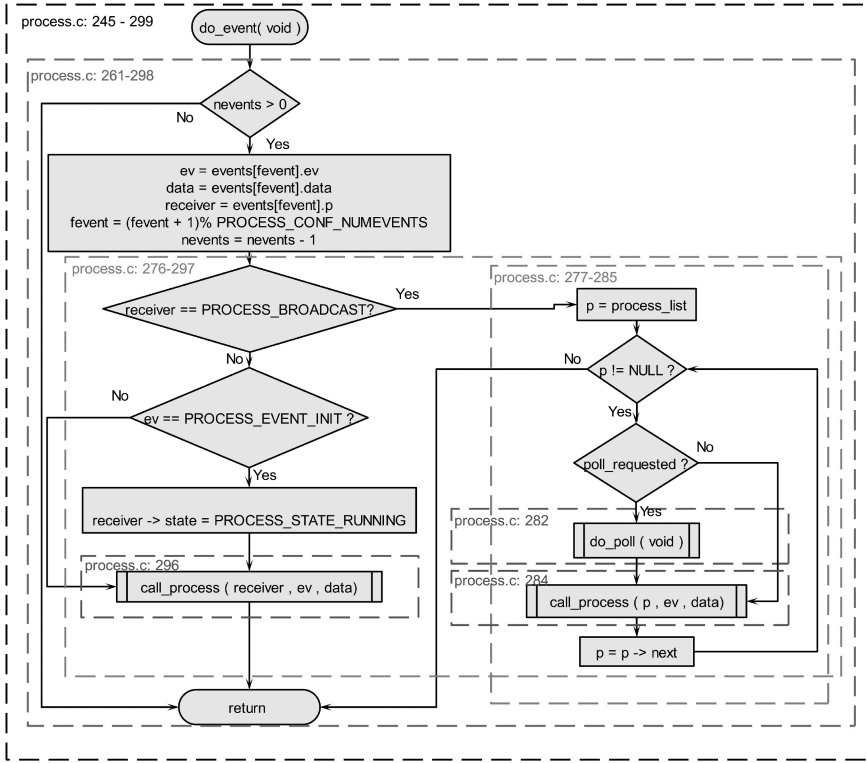 process.c: 245 - 299
do_event( void )
process.c: 261-298
nevents > 0
No
Yes
ev = events[fevent].ev
data = events[fevent].data
receiver = events[fevent].p
fevent = (fevent + 1)% PROCESS_CONF_NUMEVENTS
nevents = nevents - 1
process.c: 276-297
receiver == PROCESS_BROADCAST?
Yes
No
process.c: 277-285
p = process_list
p != NULL ?
No
Yes
ev == PROCESS_EVENT_INIT ?
No
Yes
poll_requested ?
No
Yes
receiver -> state = PROCESS_STATE_RUNNING
process.c: 282
do_poll ( void )
process.c: 296
call_process ( receiver , ev , data)
process.c: 284
call_process ( p , ev , data)
p = p -> next
return